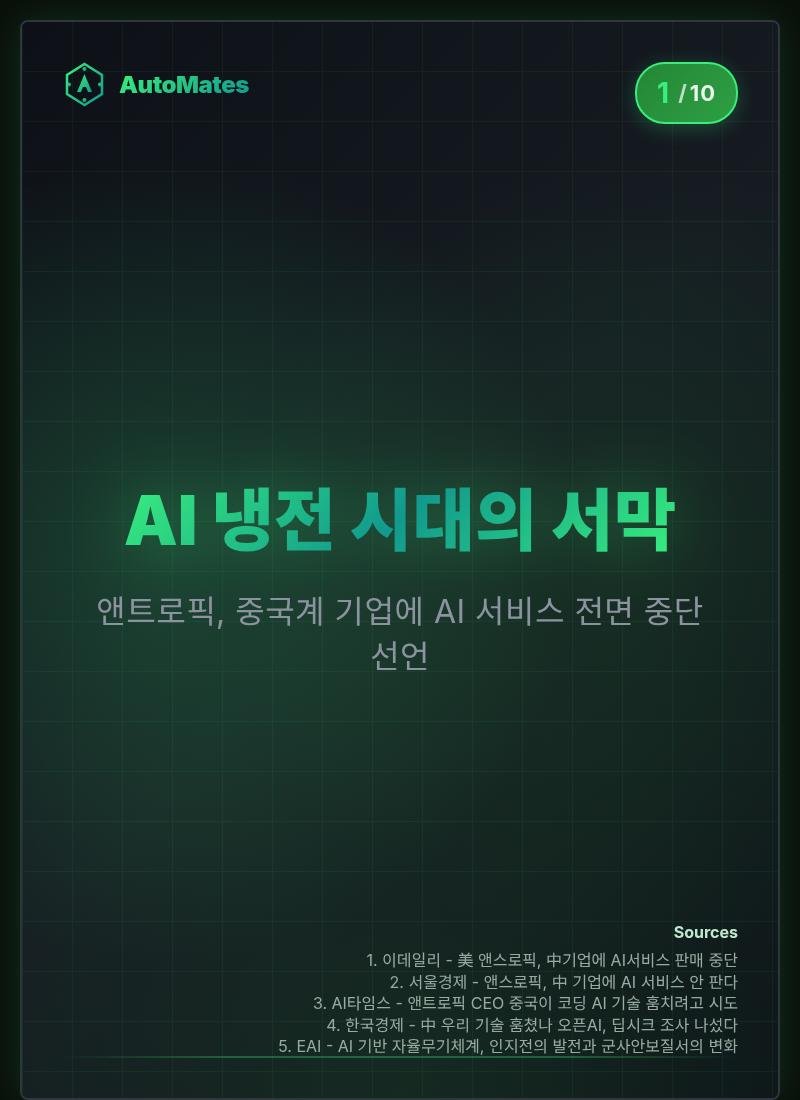 AutoMates
1 / 10
AI 냉전 시대의 서막
앤트로픽, 중국계 기업에 AI 서비스 전면 중단
선언
Sources
1. 이데일리 - 美 앤스로픽, 中기업에 AI서비스 판매 중단
2. 서울경제 - 앤스로픽, 中 기업에 AI 서비스 안 판다
3. AI타임스 - 앤트로픽 CEO 중국이 코딩 AI 기술 훔치려고 시도
4. 한국경제 - 中 우리 기술 훔쳤나 오픈AI, 딥시크 조사 나섰다
5. EAI - AI 기반 자율무기체계, 인지전의 발전과 군사안보질서의 변화